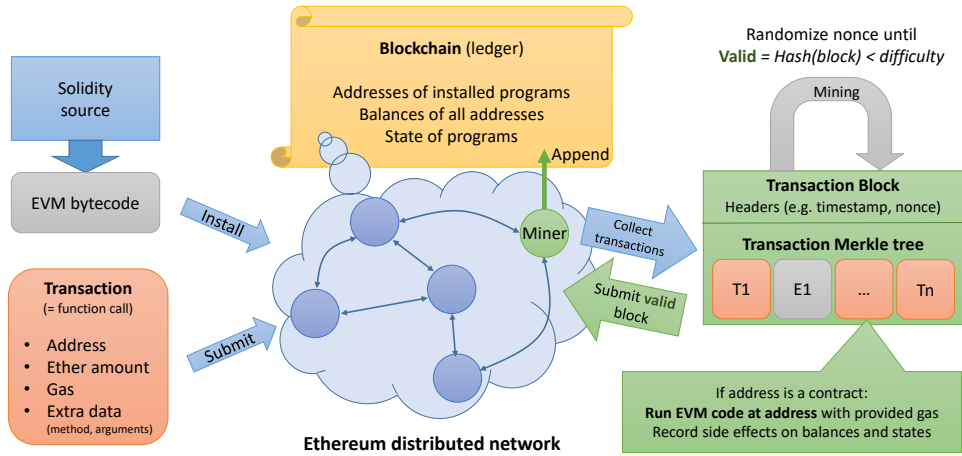 Solidity
source
EVM bytecode
Transaction
(= function call)
• Address
• Ether amount
• Gas
• Extra data
(method, arguments)
Install
Submit
Blockchain (ledger)
Addresses of installed programs
Balances of all addresses
State of programs
Append
Miner
Ethereum distributed network
Collect
transactions
Submit valid
block
Randomize nonce until
Valid = Hash(block) < difficulty
Mining
Transaction Block
Headers (e.g. timestamp, nonce)
Transaction Merkle tree
T1 E1 ... Tn
If address is a contract:
Run EVM code at address with provided gas
Record side effects on balances and states